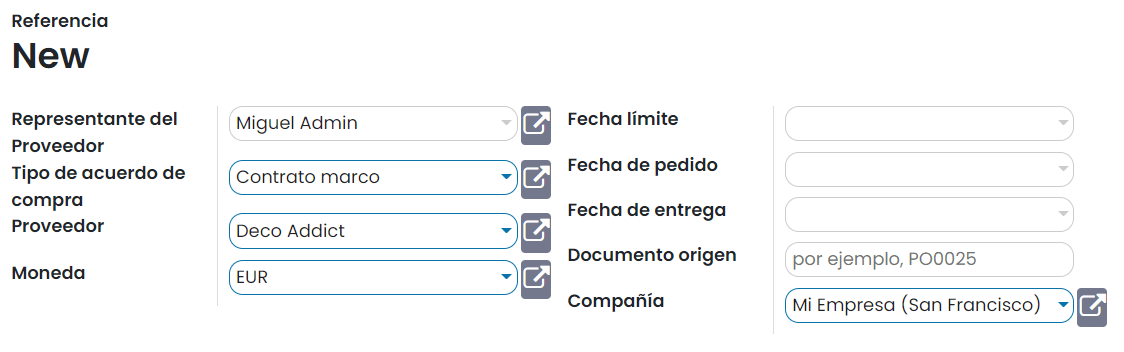 Referencia
New
Representante del
Proveedor
Miguel Admin
Tipo de acuerdo de
compra
Contrato marco
Proveedor
Deco Addict
Moneda
EUR
Fecha límite
Fecha de pedido
Fecha de entrega
Documento origen
por ejemplo, PO0025
Compañía
Mi Empresa (San Francisco)